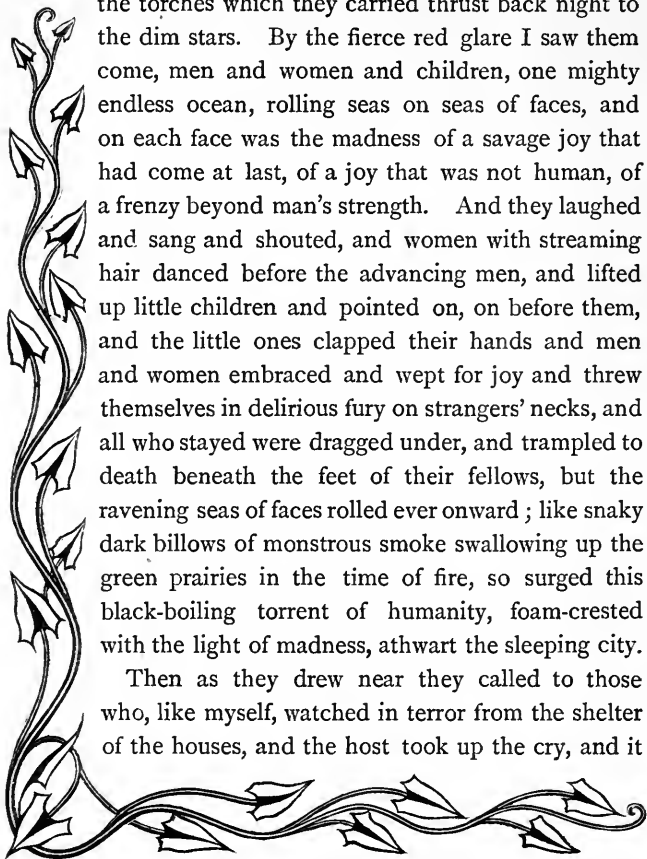 the torches which they carried thrust back night to
the dim stars. By the fierce red glare I saw them
come, men and women and children, one mighty
endless ocean, rolling seas on seas of faces, and
on each face was the madness of a savage joy that
had come at last, of a joy that was not human, of
a frenzy beyond man's strength. And they laughed
and sang and shouted, and women with streaming
hair danced before the advancing men, and lifted
up little children and pointed on, on before them,
and the little ones clapped their hands and men
and women embraced and wept for joy and threw
themselves in delirious fury on strangers' necks, and
all who stayed were dragged under, and trampled to
death beneath the feet of their fellows, but the
ravening seas of faces rolled ever onward ; like snaky
dark billows of monstrous smoke swallowing up the
green prairies in the time of fire, so surged this
black-boiling torrent of humanity, foam-crested
with the light of madness, athwart the sleeping city.
Then as they drew near they called to those
who, like myself, watched in terror from the shelter
of the houses, and the host took up the cry, and it